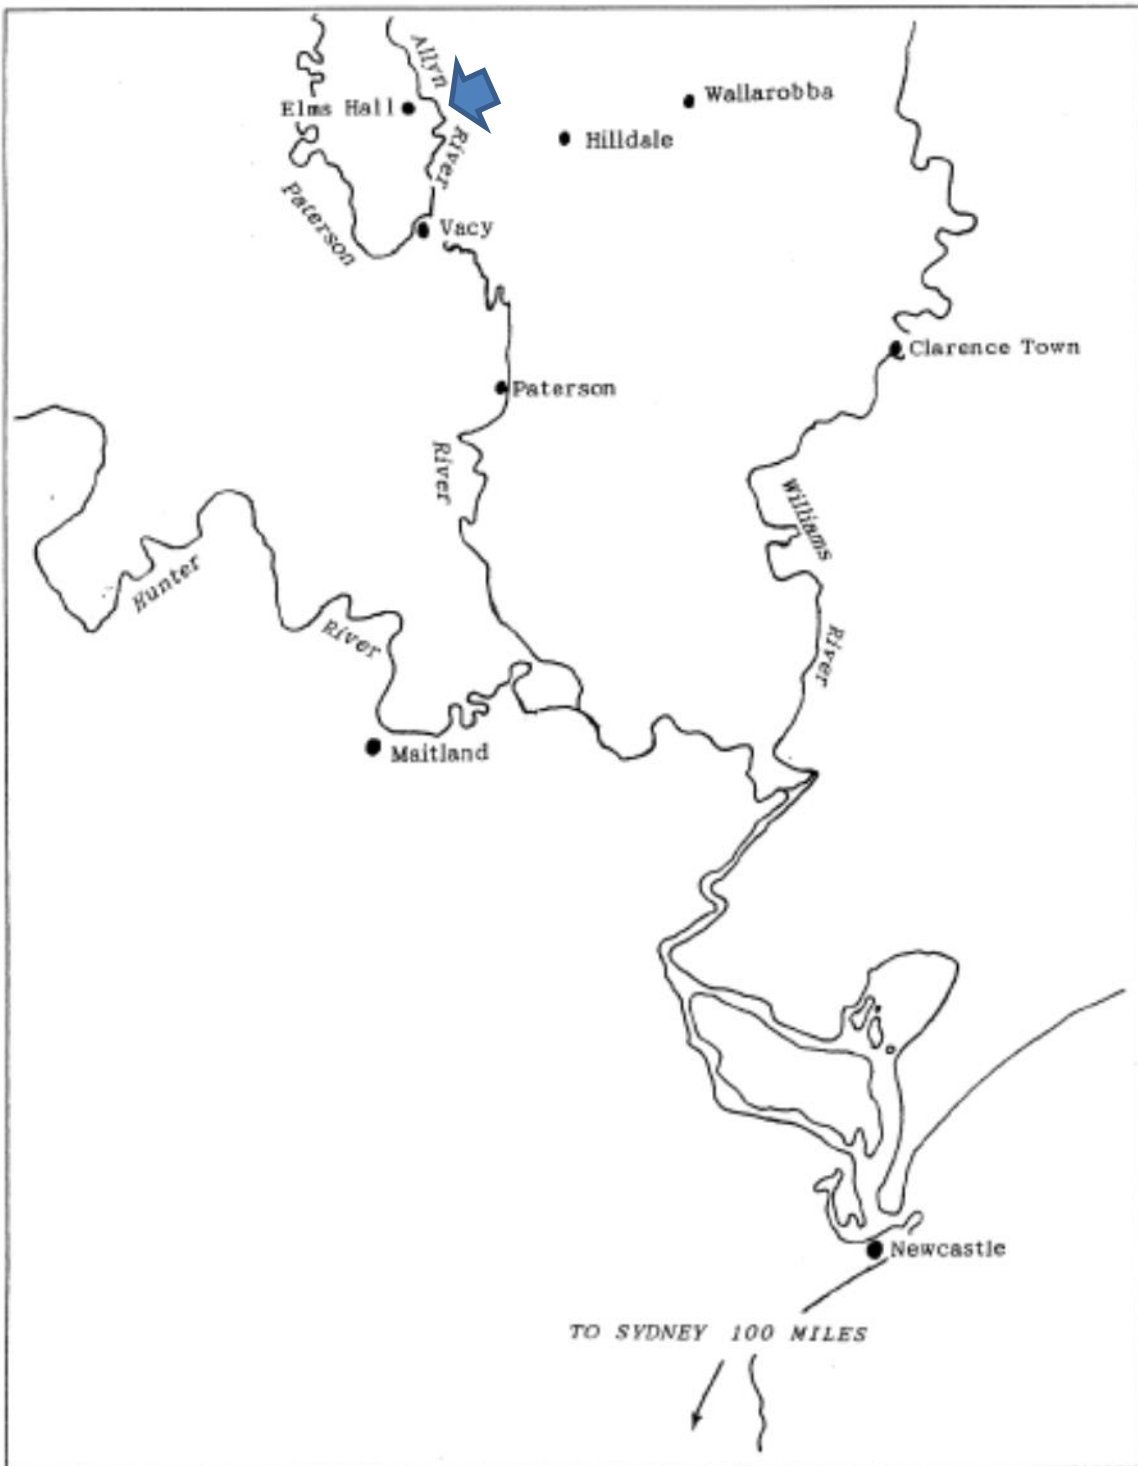 Allyn
River
Elms Hall
Wallarobba
Hilldale
Paterson
Vacy
Clarence Town
Paterson
River
Williams
River
Hunter
River
Maitland
Newcastle
TO SYDNEY 100 MILES